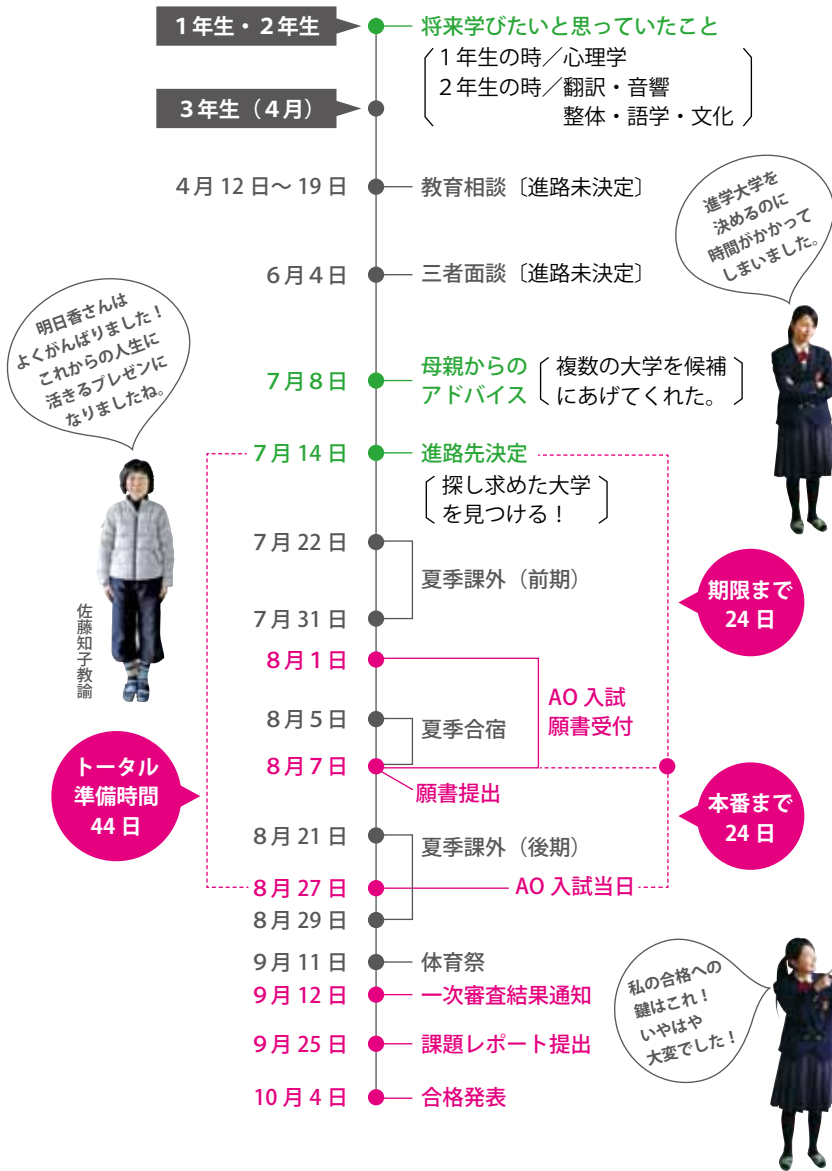 1年生・2年生
将来学びたいと思っていたこと
1年生の時／心理学
2年生の時／翻訳・音響
整体・語学・文化
3年生（4月）
4月12日～19日
教育相談〔進路未決定〕
進学大学を
決めるのに
時間がかかって
しまいました。
6月4日
三者面談〔進路未決定〕
明日香さんは
よくがんばりました！
これからの人生に
活きるプレゼンに
なりましたね。
7月8日
母親からの
アドバイス
複数の大学を候補
にあげてくれた。
7月14日
進路先決定
探し求めた大学
を見つける！
佐藤知子教諭
7月22日
夏季課外（前期）
7月31日
期限まで
24日
8月1日
AO入試
願書受付
8月5日
夏季合宿
8月7日
願書提出
トータル
準備時間
44日
本番まで
24日
8月21日
夏季課外（後期）
8月27日
AO入試当日
8月29日
9月11日
体育祭
9月12日
一次審査結果通知
私の合格への
鍵はこれ！
いやはや
大変でした！
9月25日
課題レポート提出
10月4日
合格発表